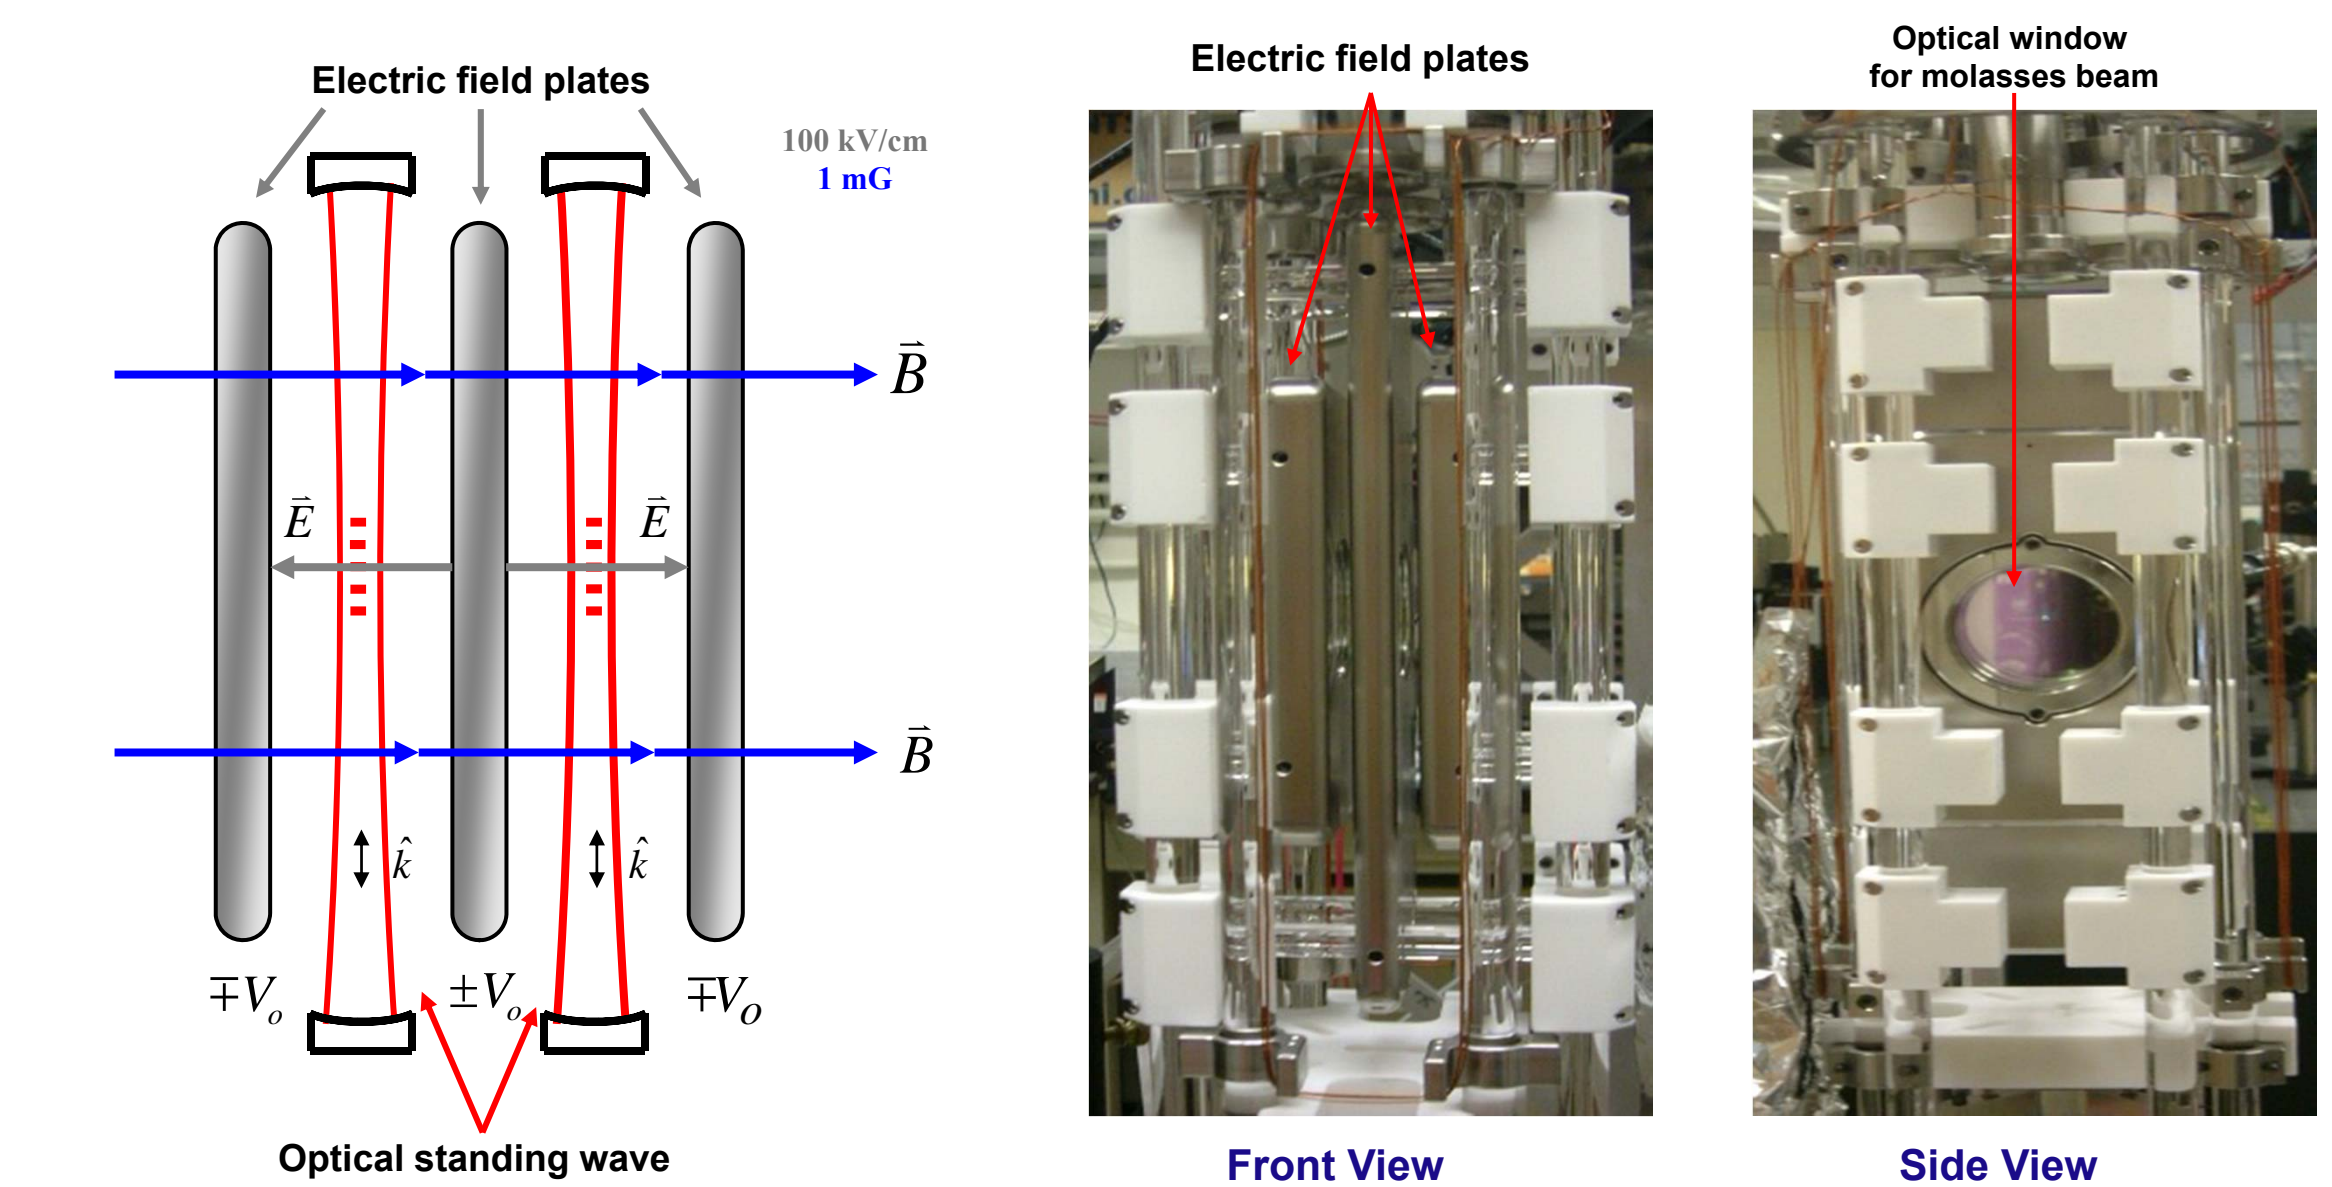 Electric field plates
100 kV/cm
1 mG
B⃗
E⃗ E⃗
B⃗
k̂ k̂
∓Vₒ ±Vₒ ∓Vₒ
Optical standing wave
Electric field plates
Front View
Optical window
for molasses beam
Side View